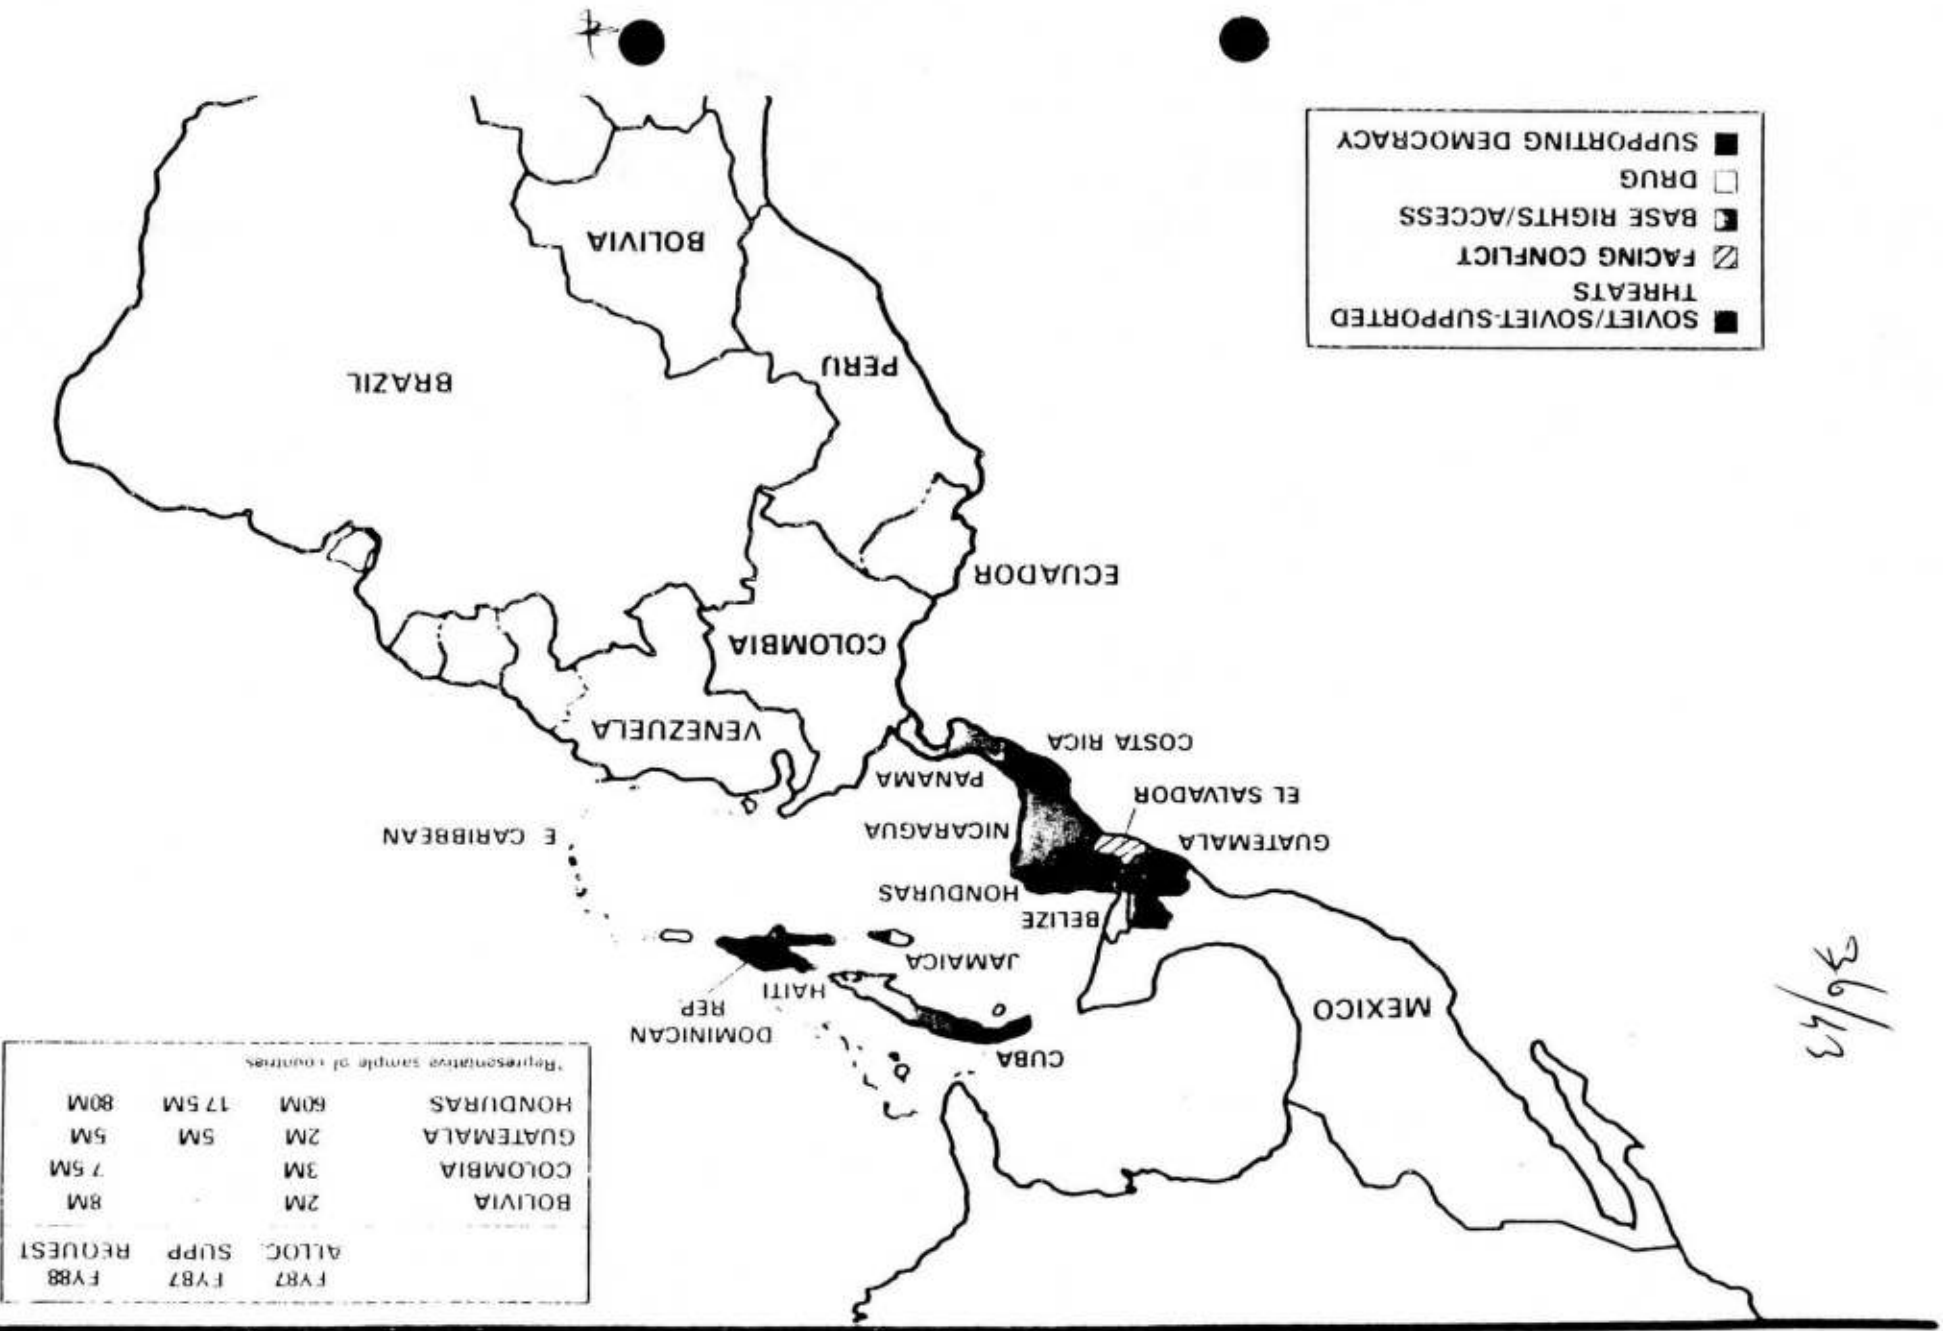 FY87 FY87 FY88
ALLOC. SUPP REQUEST
BOLIVIA 2M 8M
COLOMBIA 3M 7 5M
GUATEMALA 2M 5M 5M
HONDURAS 60M 17 5M 80M
*Representative sample of countries
MEXICO
CUBA
DOMINICAN
REP
HAITI
JAMAICA
BELIZE
HONDURAS
GUATEMALA
NICARAGUA
E CARIBBEAN
EL SALVADOR
PANAMA
COSTA RICA
VENEZUELA
COLOMBIA
ECUADOR
BRAZIL
PERU
BOLIVIA
SOVIET/SOVIET-SUPPORTED
THREATS
FACING CONFLICT
BASE RIGHTS/ACCESS
DRUG
SUPPORTING DEMOCRACY